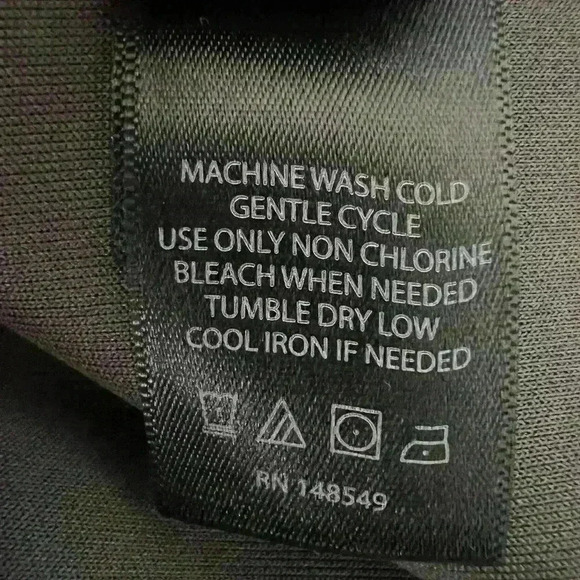 MACHINE WASH COLD
GENTLE CYCLE
USE ONLY NON CHLORINE
BLEACH WHEN NEEDED
TUMBLE DRY LOW
COOL IRON IF NEEDED
RN 148549